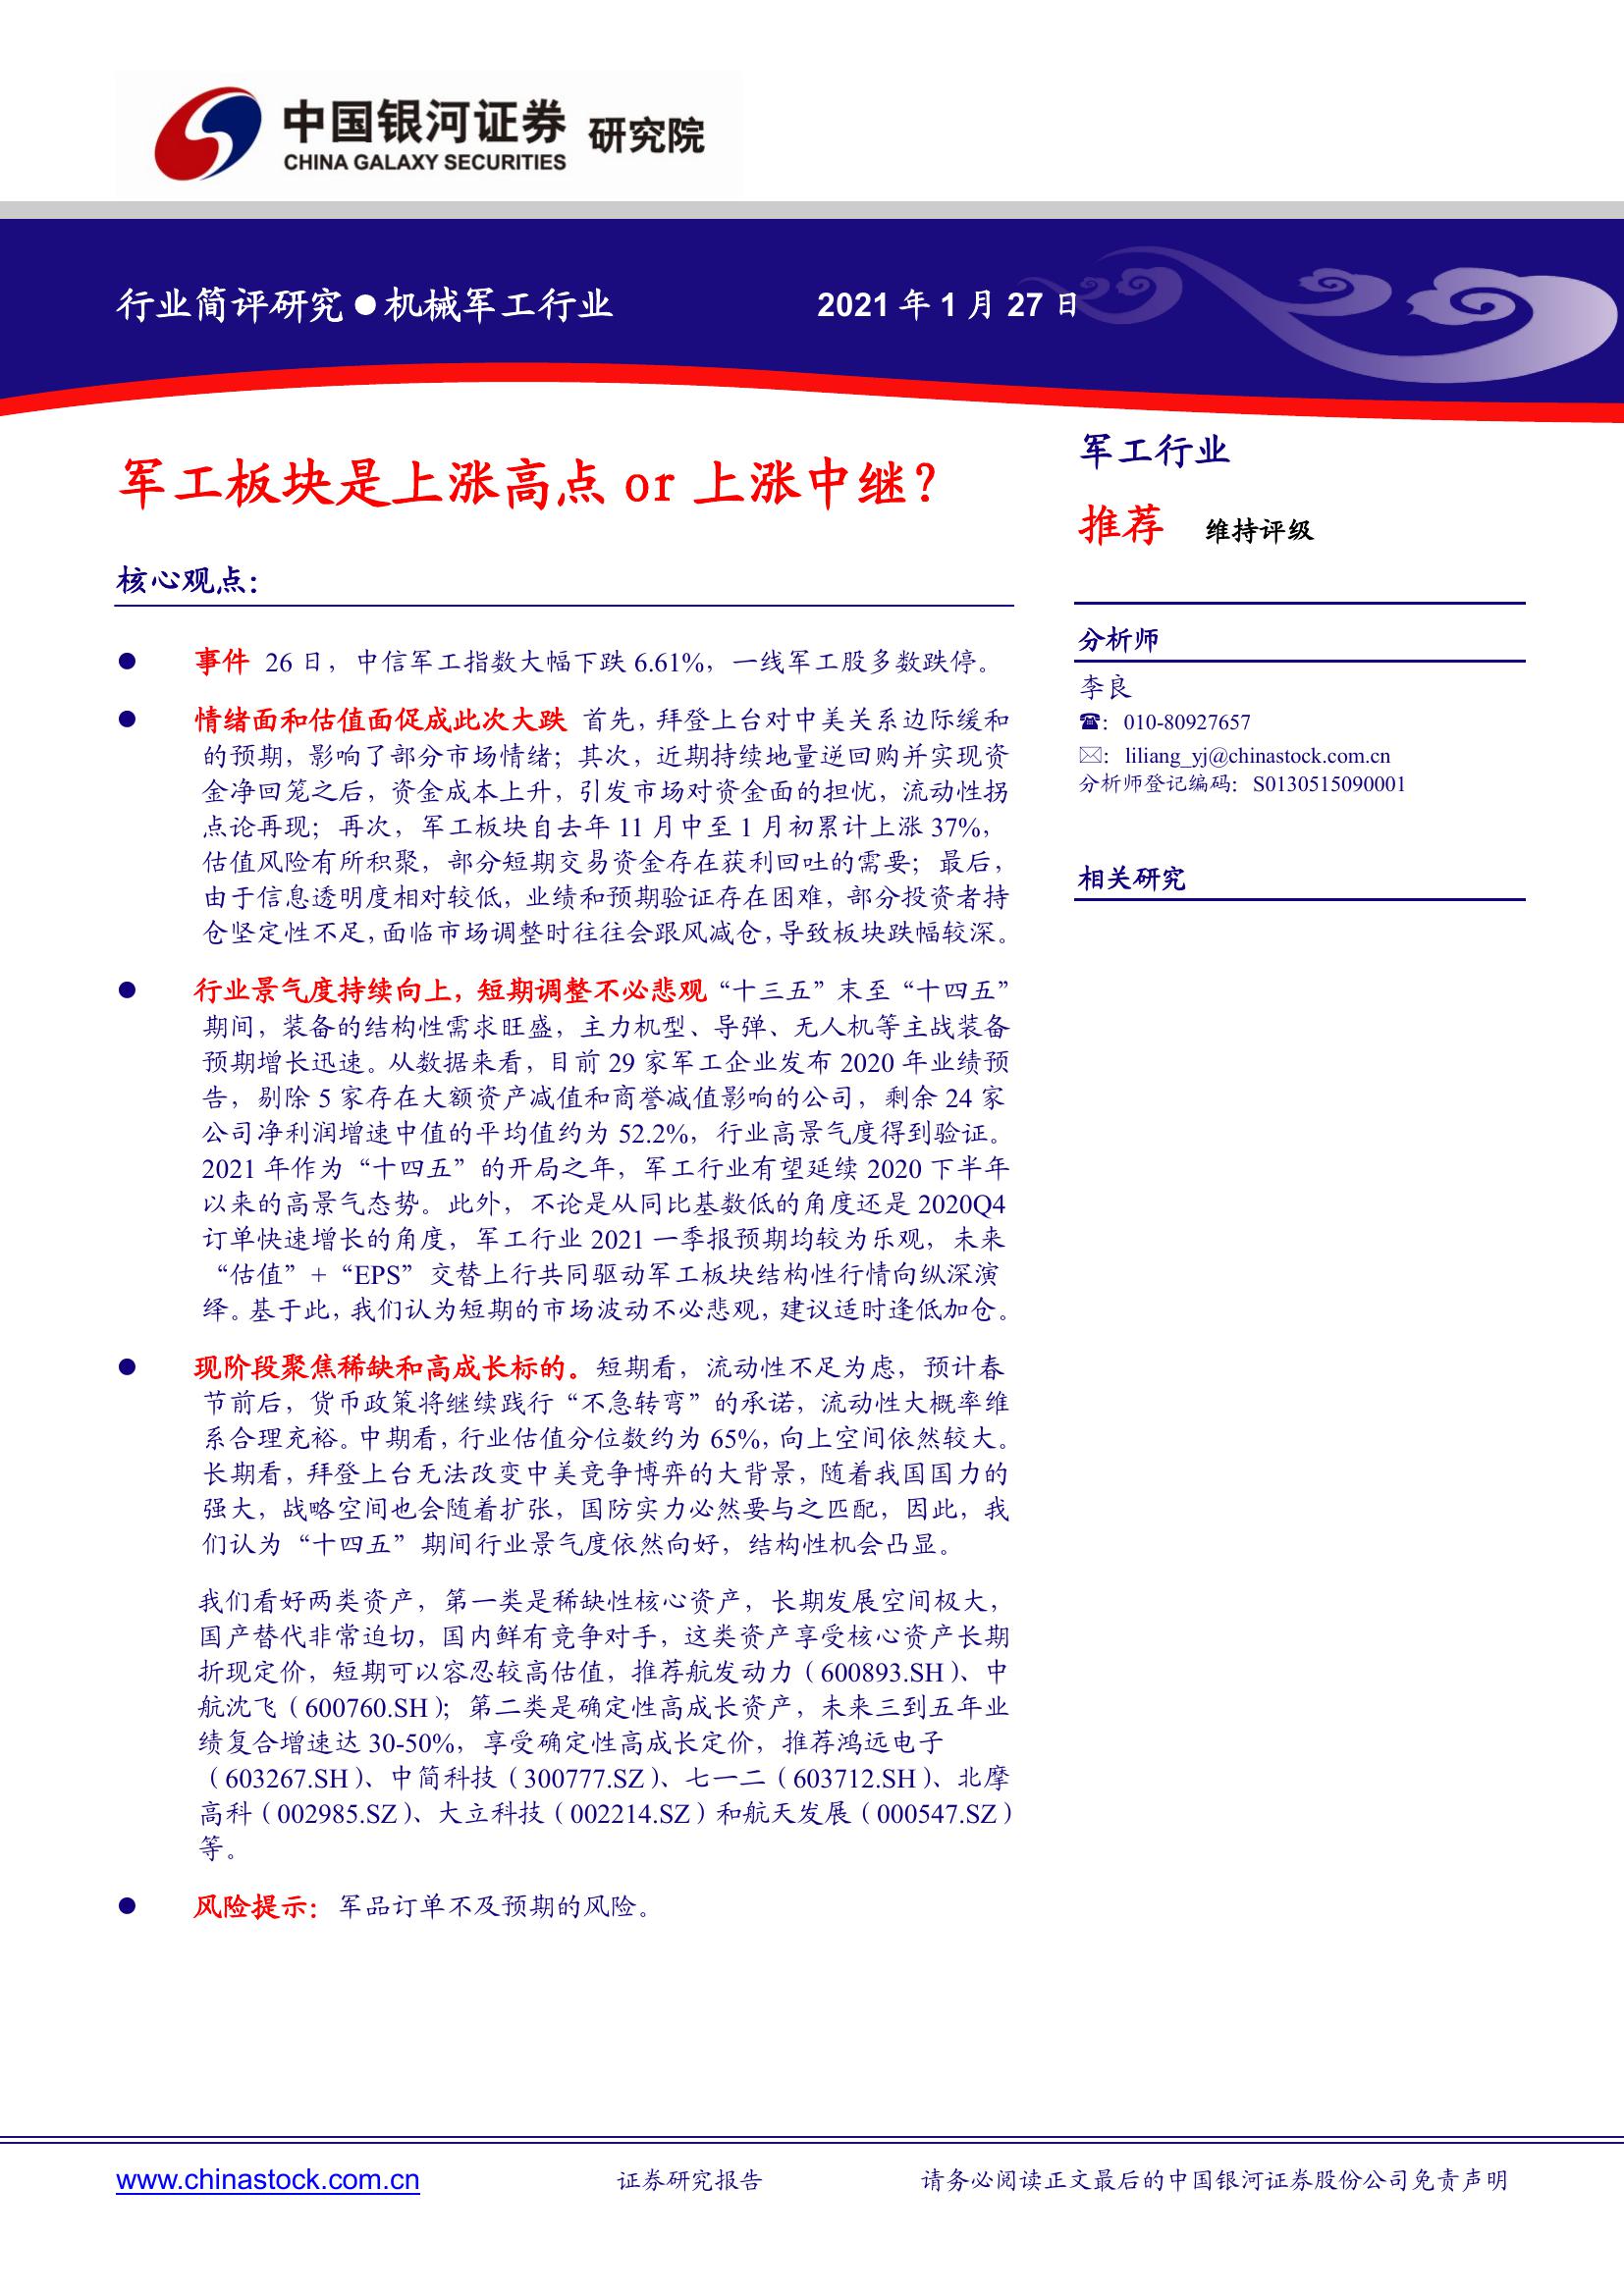 中国银河证券 研究院
CHINA GALAXY SECURITIES
行业简评研究●机械军工行业
2021 年 1 月 27 日
军工板块是上涨高点 or 上涨中继？
核心观点：
● 事件 26 日，中信军工指数大幅下跌 6.61%，一线军工股多数跌停。
● 情绪面和估值面促成此次大跌 首先，拜登上台对中美关系边际缓和
的预期，影响了部分市场情绪；其次，近期持续地量逆回购并实现资
金净回笼之后，资金成本上升，引发市场对资金面的担忧，流动性拐
点论再现；再次，军工板块自去年 11 月中至 1 月初累计上涨 37%，
估值风险有所积聚，部分短期交易资金存在获利回吐的需要；最后，
由于信息透明度相对较低，业绩和预期验证存在困难，部分投资者持
仓坚定性不足，面临市场调整时往往会跟风减仓，导致板块跌幅较深。
● 行业景气度持续向上，短期调整不必悲观 “十三五”末至“十四五”
期间，装备的结构性需求旺盛，主力机型、导弹、无人机等主战装备
预期增长迅速。从数据来看，目前 29 家军工企业发布 2020 年业绩预
告，剔除 5 家存在大额资产减值和商誉减值影响的公司，剩余 24 家
公司净利润增速中值的平均值约为 52.2%，行业高景气度得到验证。
2021 年作为“十四五”的开局之年，军工行业有望延续 2020 下半年
以来的高景气态势。此外，不论是从同比基数低的角度还是 2020Q4
订单快速增长的角度，军工行业 2021 一季报预期均较为乐观，未来
“估值”+“EPS”交替上行共同驱动军工板块结构性行情向纵深演
绎。基于此，我们认为短期的市场波动不必悲观，建议适时逢低加仓。
● 现阶段聚焦稀缺和高成长标的。短期看，流动性不足为虑，预计春
节前后，货币政策将继续践行“不急转弯”的承诺，流动性大概率维
系合理充裕。中期看，行业估值分位数约为 65%，向上空间依然较大。
长期看，拜登上台无法改变中美竞争博弈的大背景，随着我国国力的
强大，战略空间也会随着扩张，国防实力必然要与之匹配，因此，我
们认为“十四五”期间行业景气度依然向好，结构性机会凸显。
我们看好两类资产，第一类是稀缺性核心资产，长期发展空间极大，
国产替代非常迫切，国内鲜有竞争对手，这类资产享受核心资产长期
折现定价，短期可以容忍较高估值，推荐航发动力（600893.SH）、中
航沈飞（600760.SH）；第二类是确定性高成长资产，未来三到五年业
绩复合增速达 30-50%，享受确定性高成长定价，推荐鸿远电子
（603267.SH）、中简科技（300777.SZ）、七一二（603712.SH）、北摩
高科（002985.SZ）、大立科技（002214.SZ）和航天发展（000547.SZ）
等。
● 风险提示：军品订单不及预期的风险。
军工行业
推荐 维持评级
分析师
李良
☎：010-80927657
✉：liliang_yj@chinastock.com.cn
分析师登记编码：S0130515090001
相关研究
www.chinastock.com.cn 证券研究报告 请务必阅读正文最后的中国银河证券股份公司免责声明